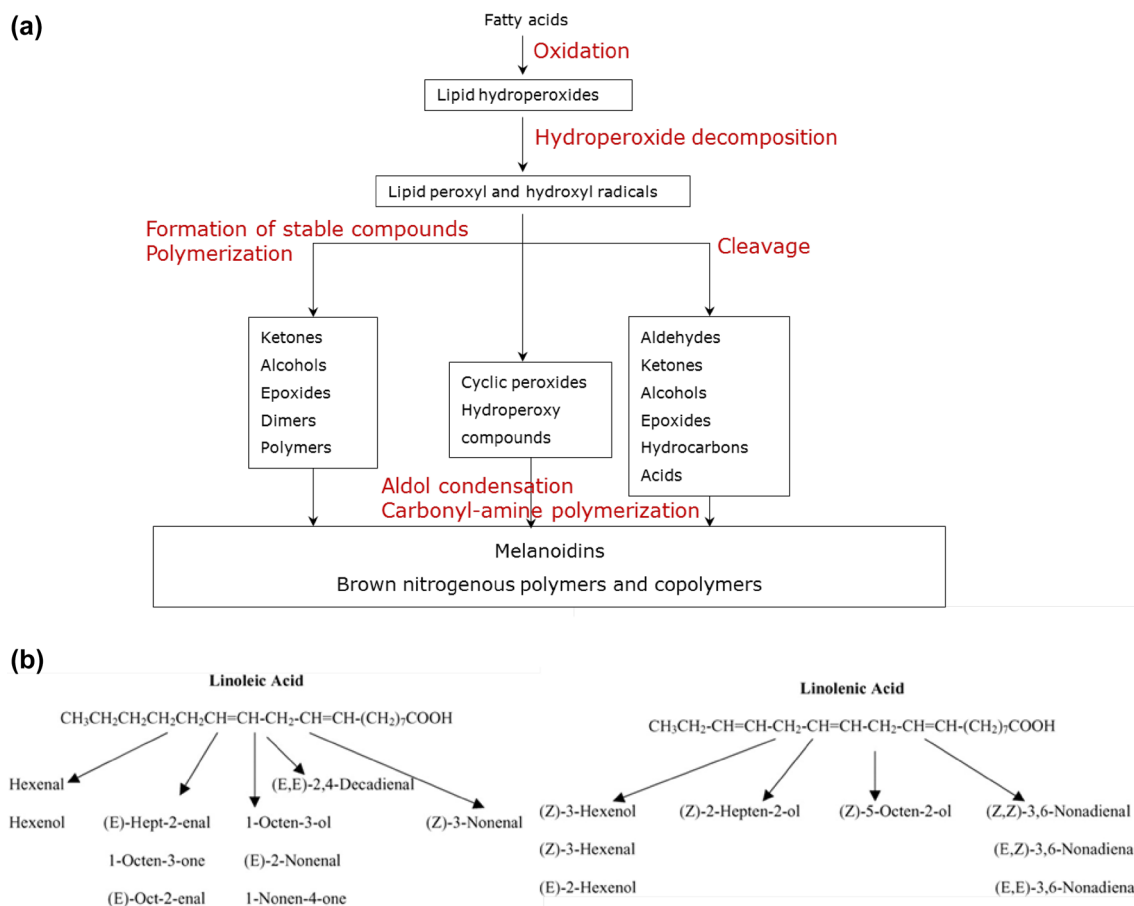 (a)
Fatty acids
Oxidation
Lipid hydroperoxides
Hydroperoxide decomposition
Lipid peroxyl and hydroxyl radicals
Formation of stable compounds
Polymerization
Cleavage
Ketones
Alcohols
Epoxides
Dimers
Polymers
Cyclic peroxides
Hydroperoxy
compounds
Aldehydes
Ketones
Alcohols
Epoxides
Hydrocarbons
Acids
Aldol condensation
Carbonyl-amine polymerization
Melanoidins
Brown nitrogenous polymers and copolymers
(b)
Linoleic Acid
CH₃CH₂CH₂CH₂CH₂CH=CH-CH₂-CH=CH-(CH₂)₇COOH
Hexenal
Hexenol
(E)-Hept-2-enal
1-Octen-3-one
(E)-Oct-2-enal
(E,E)-2,4-Decadienal
1-Octen-3-ol
(E)-2-Nonenal
1-Nonen-4-one
(Z)-3-Nonenal
Linolenic Acid
CH₃CH₂-CH=CH-CH₂-CH=CH-CH₂-CH=CH-(CH₂)₇COOH
(Z)-3-Hexenol
(Z)-3-Hexenal
(E)-2-Hexenol
(Z)-2-Hepten-2-ol
(Z)-5-Octen-2-ol
(Z,Z)-3,6-Nonadienal
(E,Z)-3,6-Nonadiena
(E,E)-3,6-Nonadiena